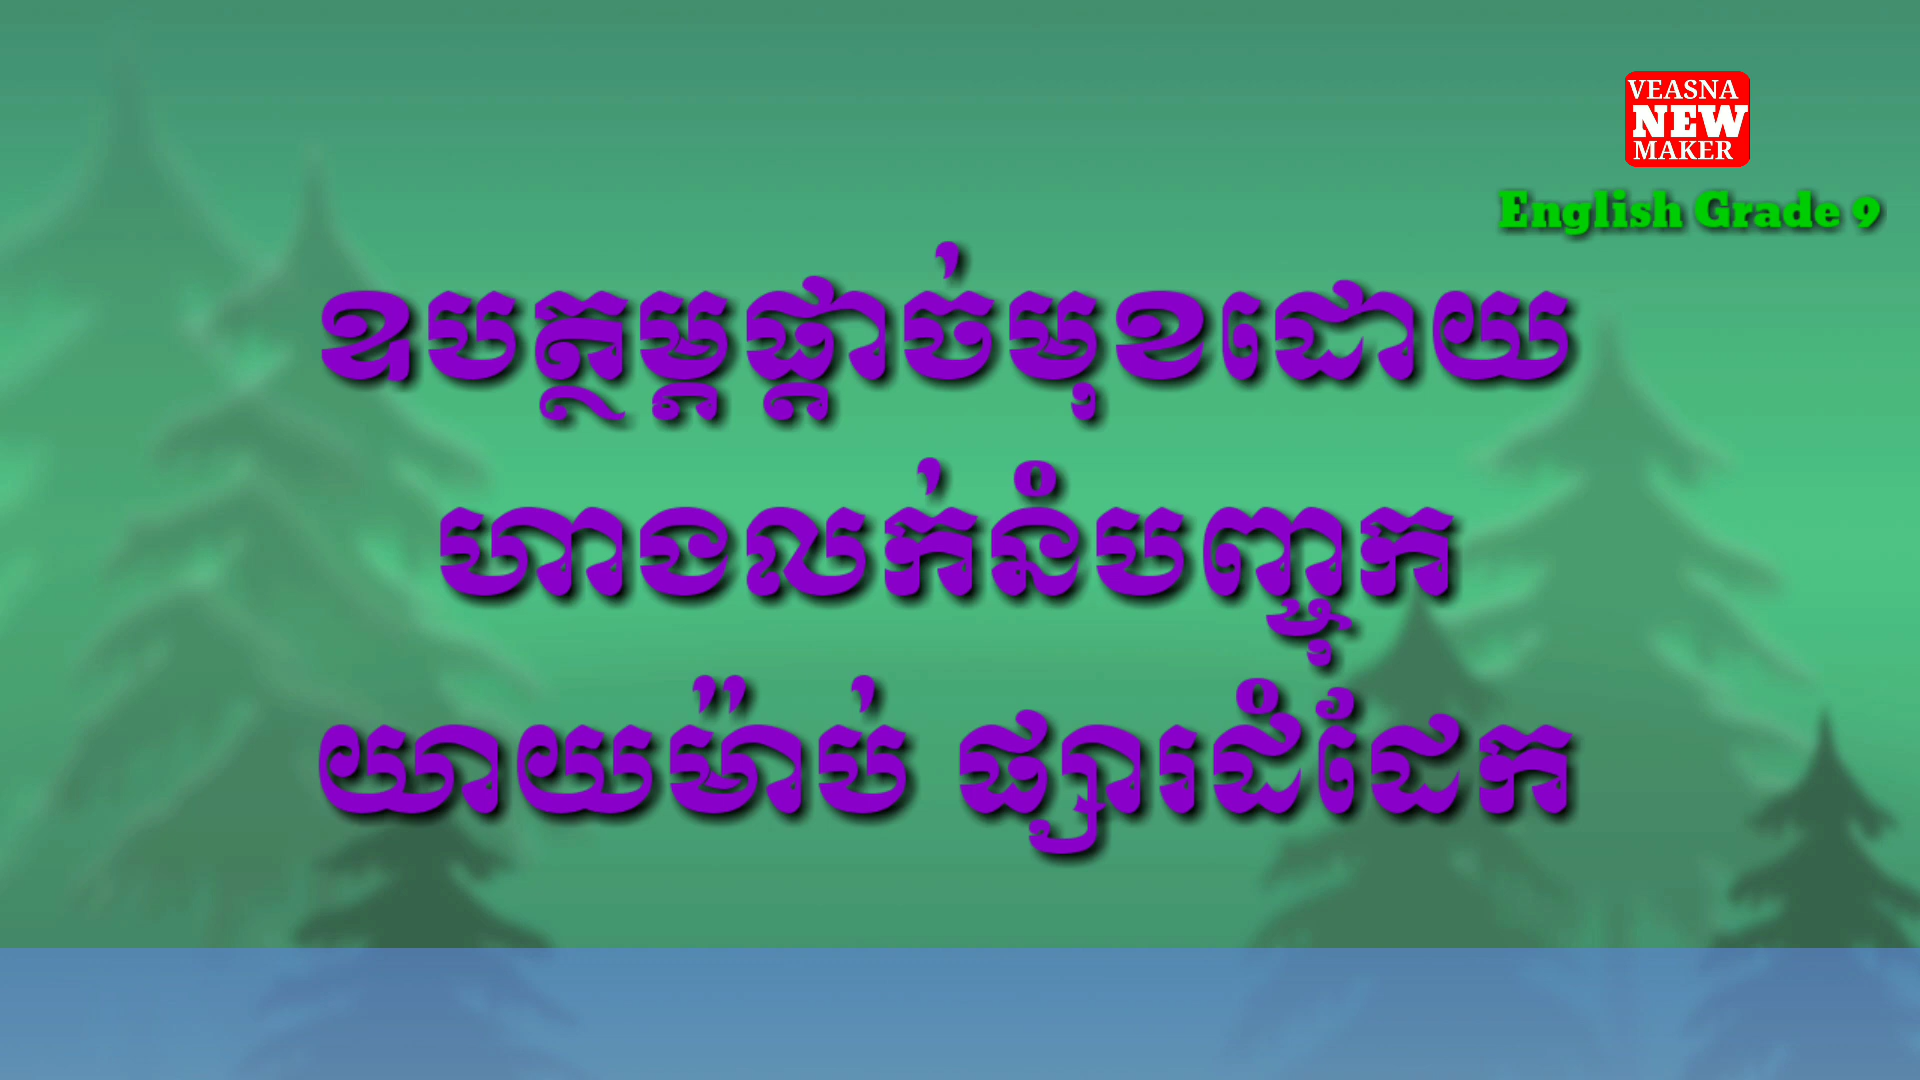 VEASNA
NEW
MAKER
English Grade 9
ឧបត្ថម្ភផ្ដាច់មុខដោយ
ហាងលក់នំបញ្ចុក
យាយម៉ាប់ ផ្សារដំដែក